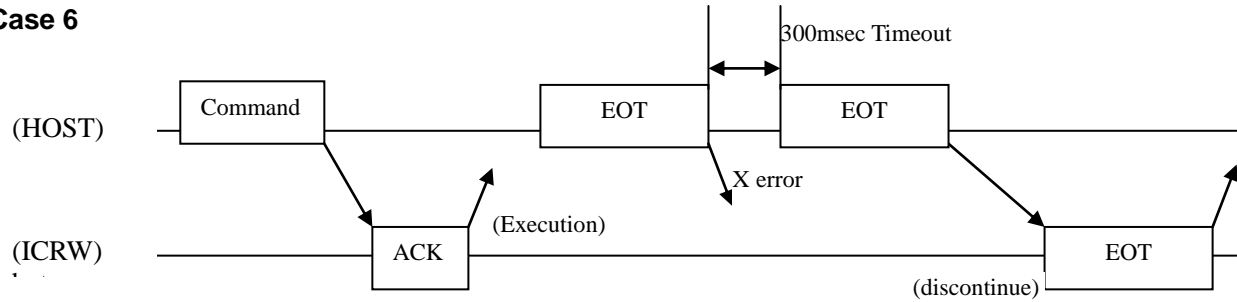 Case 6
300msec Timeout
Command
EOT
EOT
(HOST)
X error
(Execution)
(ICRW)
ACK
EOT
(discontinue)